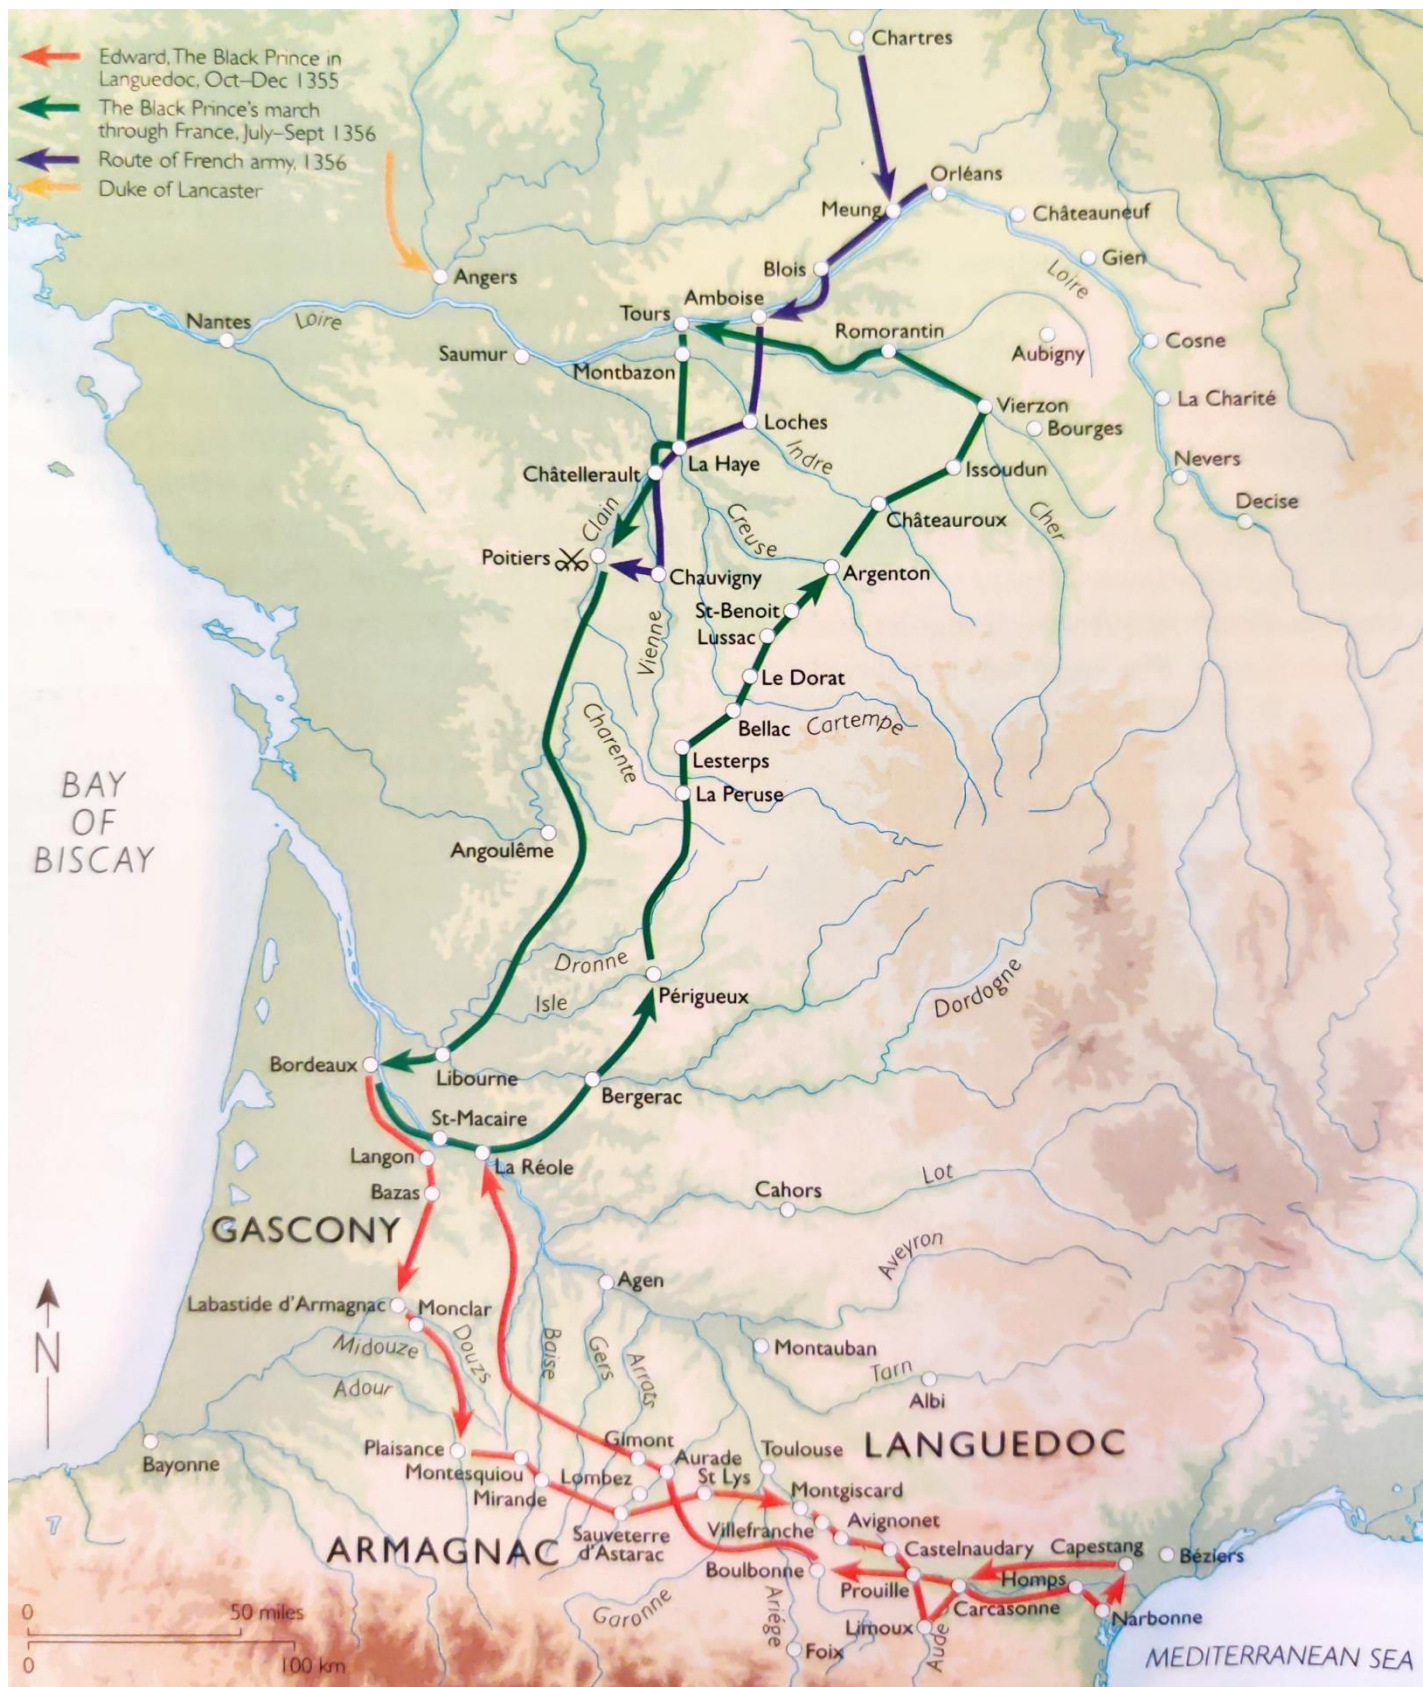 Edward, The Black Prince in
Languedoc, Oct–Dec 1355
The Black Prince's march
through France, July–Sept 1356
Route of French army, 1356
Duke of Lancaster
Chartres
Orléans
Meung
Châteauneuf
Gien
Loire
Blois
Angers
Amboise
Tours
Nantes
Loire
Romorantin
Aubigny
Cosne
Saumur
Montbazon
La Charité
Vierzon
Bourges
Loches
La Haye
Indre
Issoudun
Nevers
Châtellerault
Decise
Clain
Creuse
Châteauroux
Cher
Poitiers
Chauvigny
Argenton
St-Benoit
Lussac
Vienne
Le Dorat
Bellac
Cartempe
Charente
Lesterps
La Peruse
BAY
OF
BISCAY
Angoulême
Dronne
Isle
Périgueux
Dordogne
Bordeaux
Libourne
Bergerac
St-Macaire
Langon
La Réole
Bazas
Cahors
Lot
GASCONY
Aveyron
Agen
Labastide d'Armagnac
Monclar
N
Midouze
Douzs
Baise
Gers
Arrats
Montauban
Adour
Tarn
Albi
Plaisance
Gimont
Toulouse
LANGUEDOC
Bayonne
Montesquiou
Lombez
Aurade
St Lys
Mirande
Montgiscard
Sauveterre
d'Astarac
Villefranche
Avignonet
ARMAGNAC
Castelnaudary
Capestang
Béziers
Boulbonne
Prouille
Homps
Carcasonne
Narbonne
Garonne
Ariége
Limoux
Aude
Foix
0
50 miles
0
100 km
MEDITERRANEAN SEA